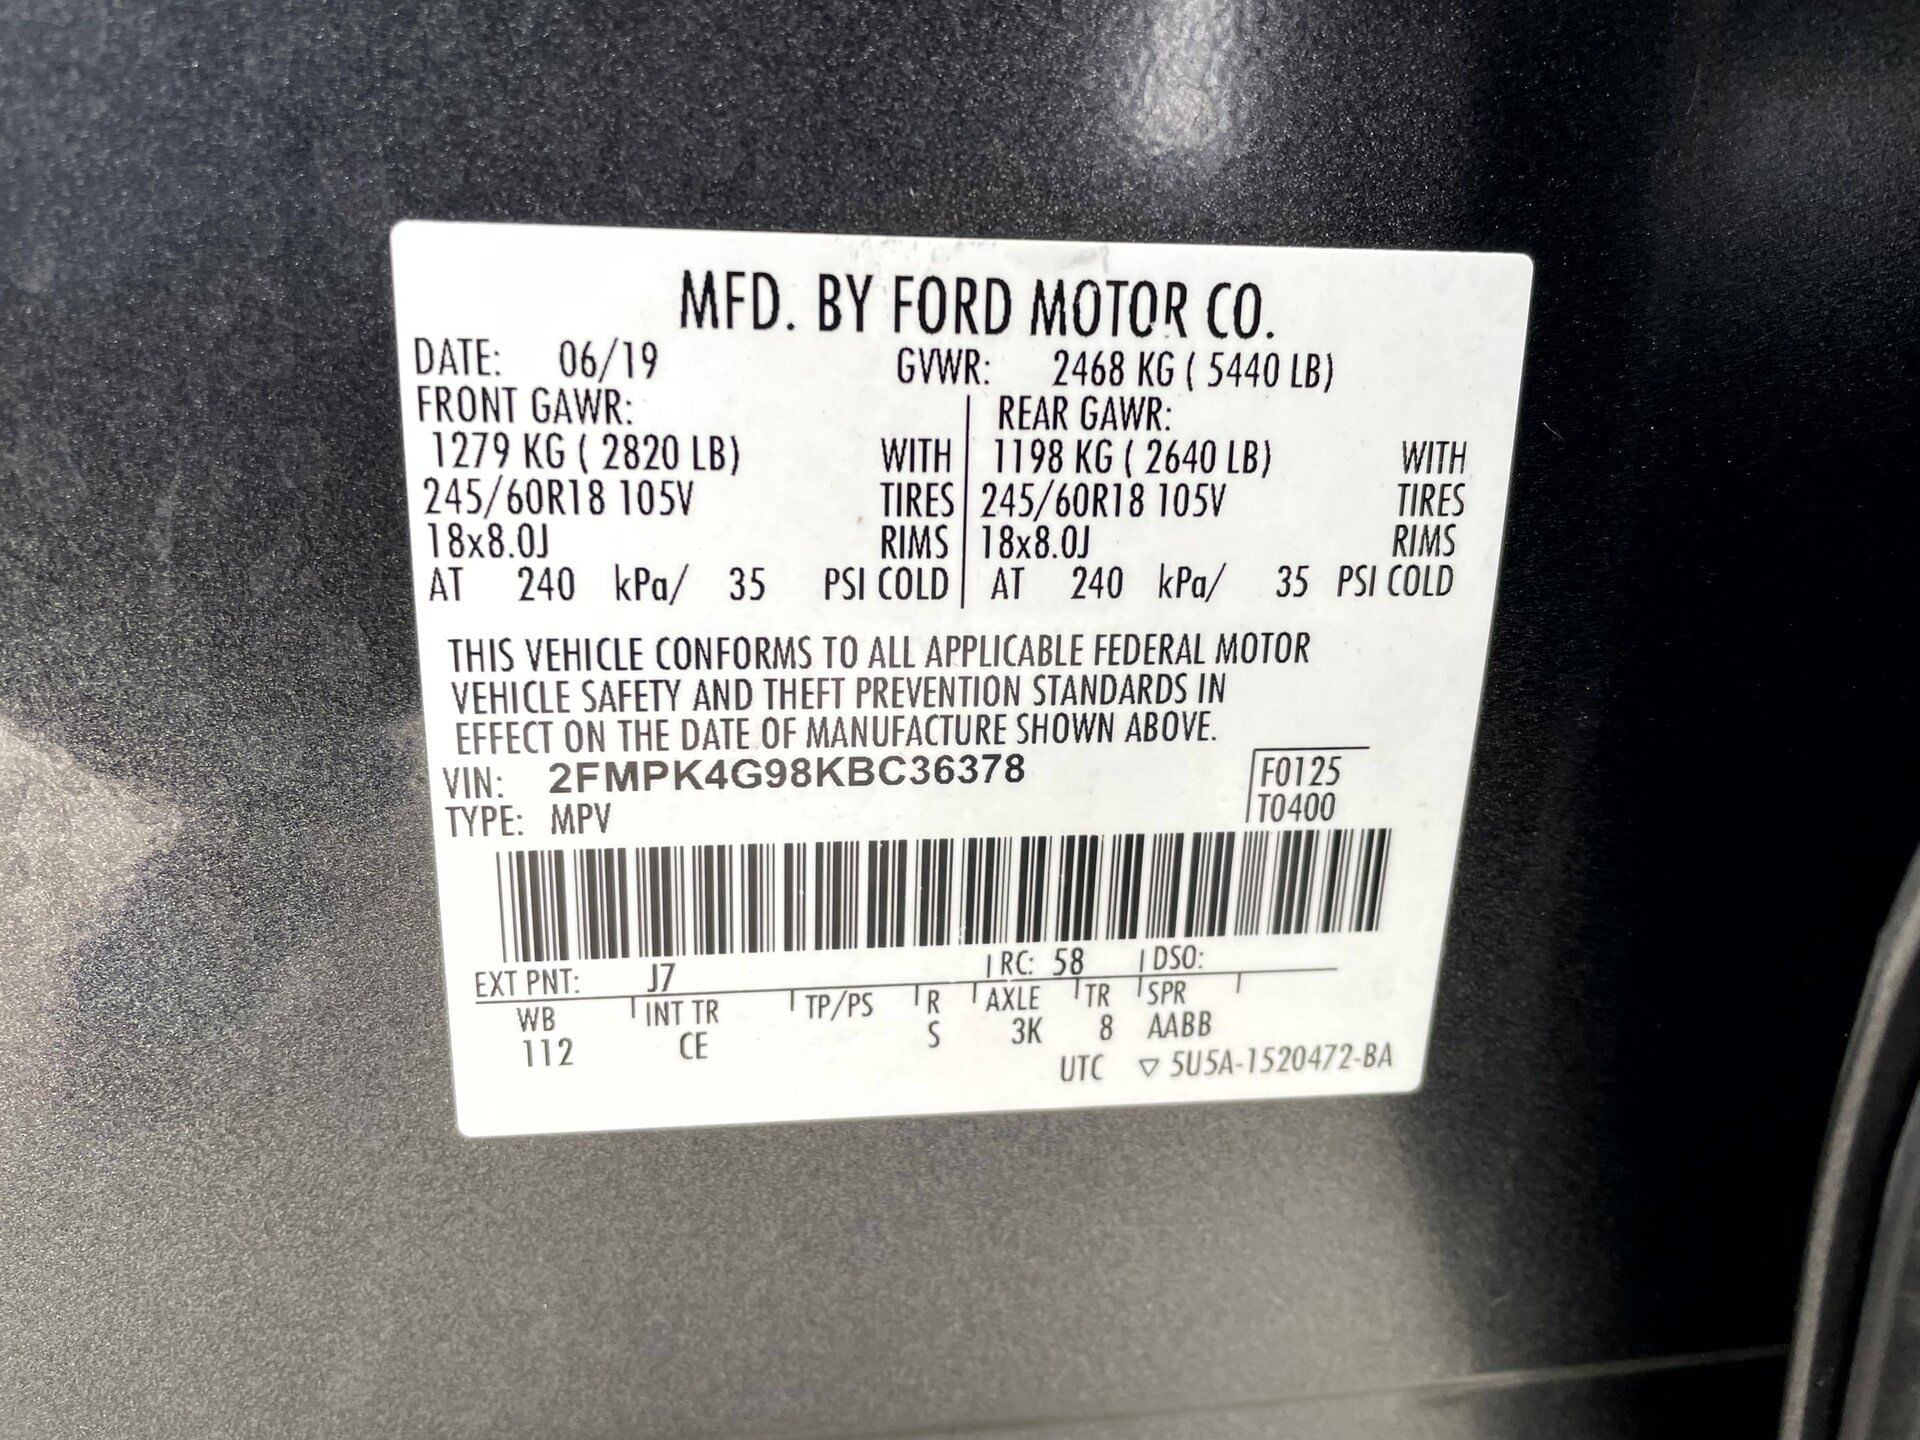 MFD. BY FORD MOTOR CO.
DATE: 06/19 GVWR: 2468 KG ( 5440 LB)
FRONT GAWR: REAR GAWR:
1279 KG ( 2820 LB) WITH 1198 KG ( 2640 LB) WITH
245/60R18 105V TIRES 245/60R18 105V TIRES
18x8.0J RIMS 18x8.0J RIMS
AT 240 kPa/ 35 PSI COLD AT 240 kPa/ 35 PSI COLD
THIS VEHICLE CONFORMS TO ALL APPLICABLE FEDERAL MOTOR
VEHICLE SAFETY AND THEFT PREVENTION STANDARDS IN
EFFECT ON THE DATE OF MANUFACTURE SHOWN ABOVE.
VIN: 2FMPK4G98KBC36378 F0125
TYPE: MPV T0400
EXT PNT: J7 RC: 58 DSO:
WB INT TR TP/PS R AXLE TR SPR
112 CE S 3K 8 AABB
UTC ▽ 5U5A-1520472-BA